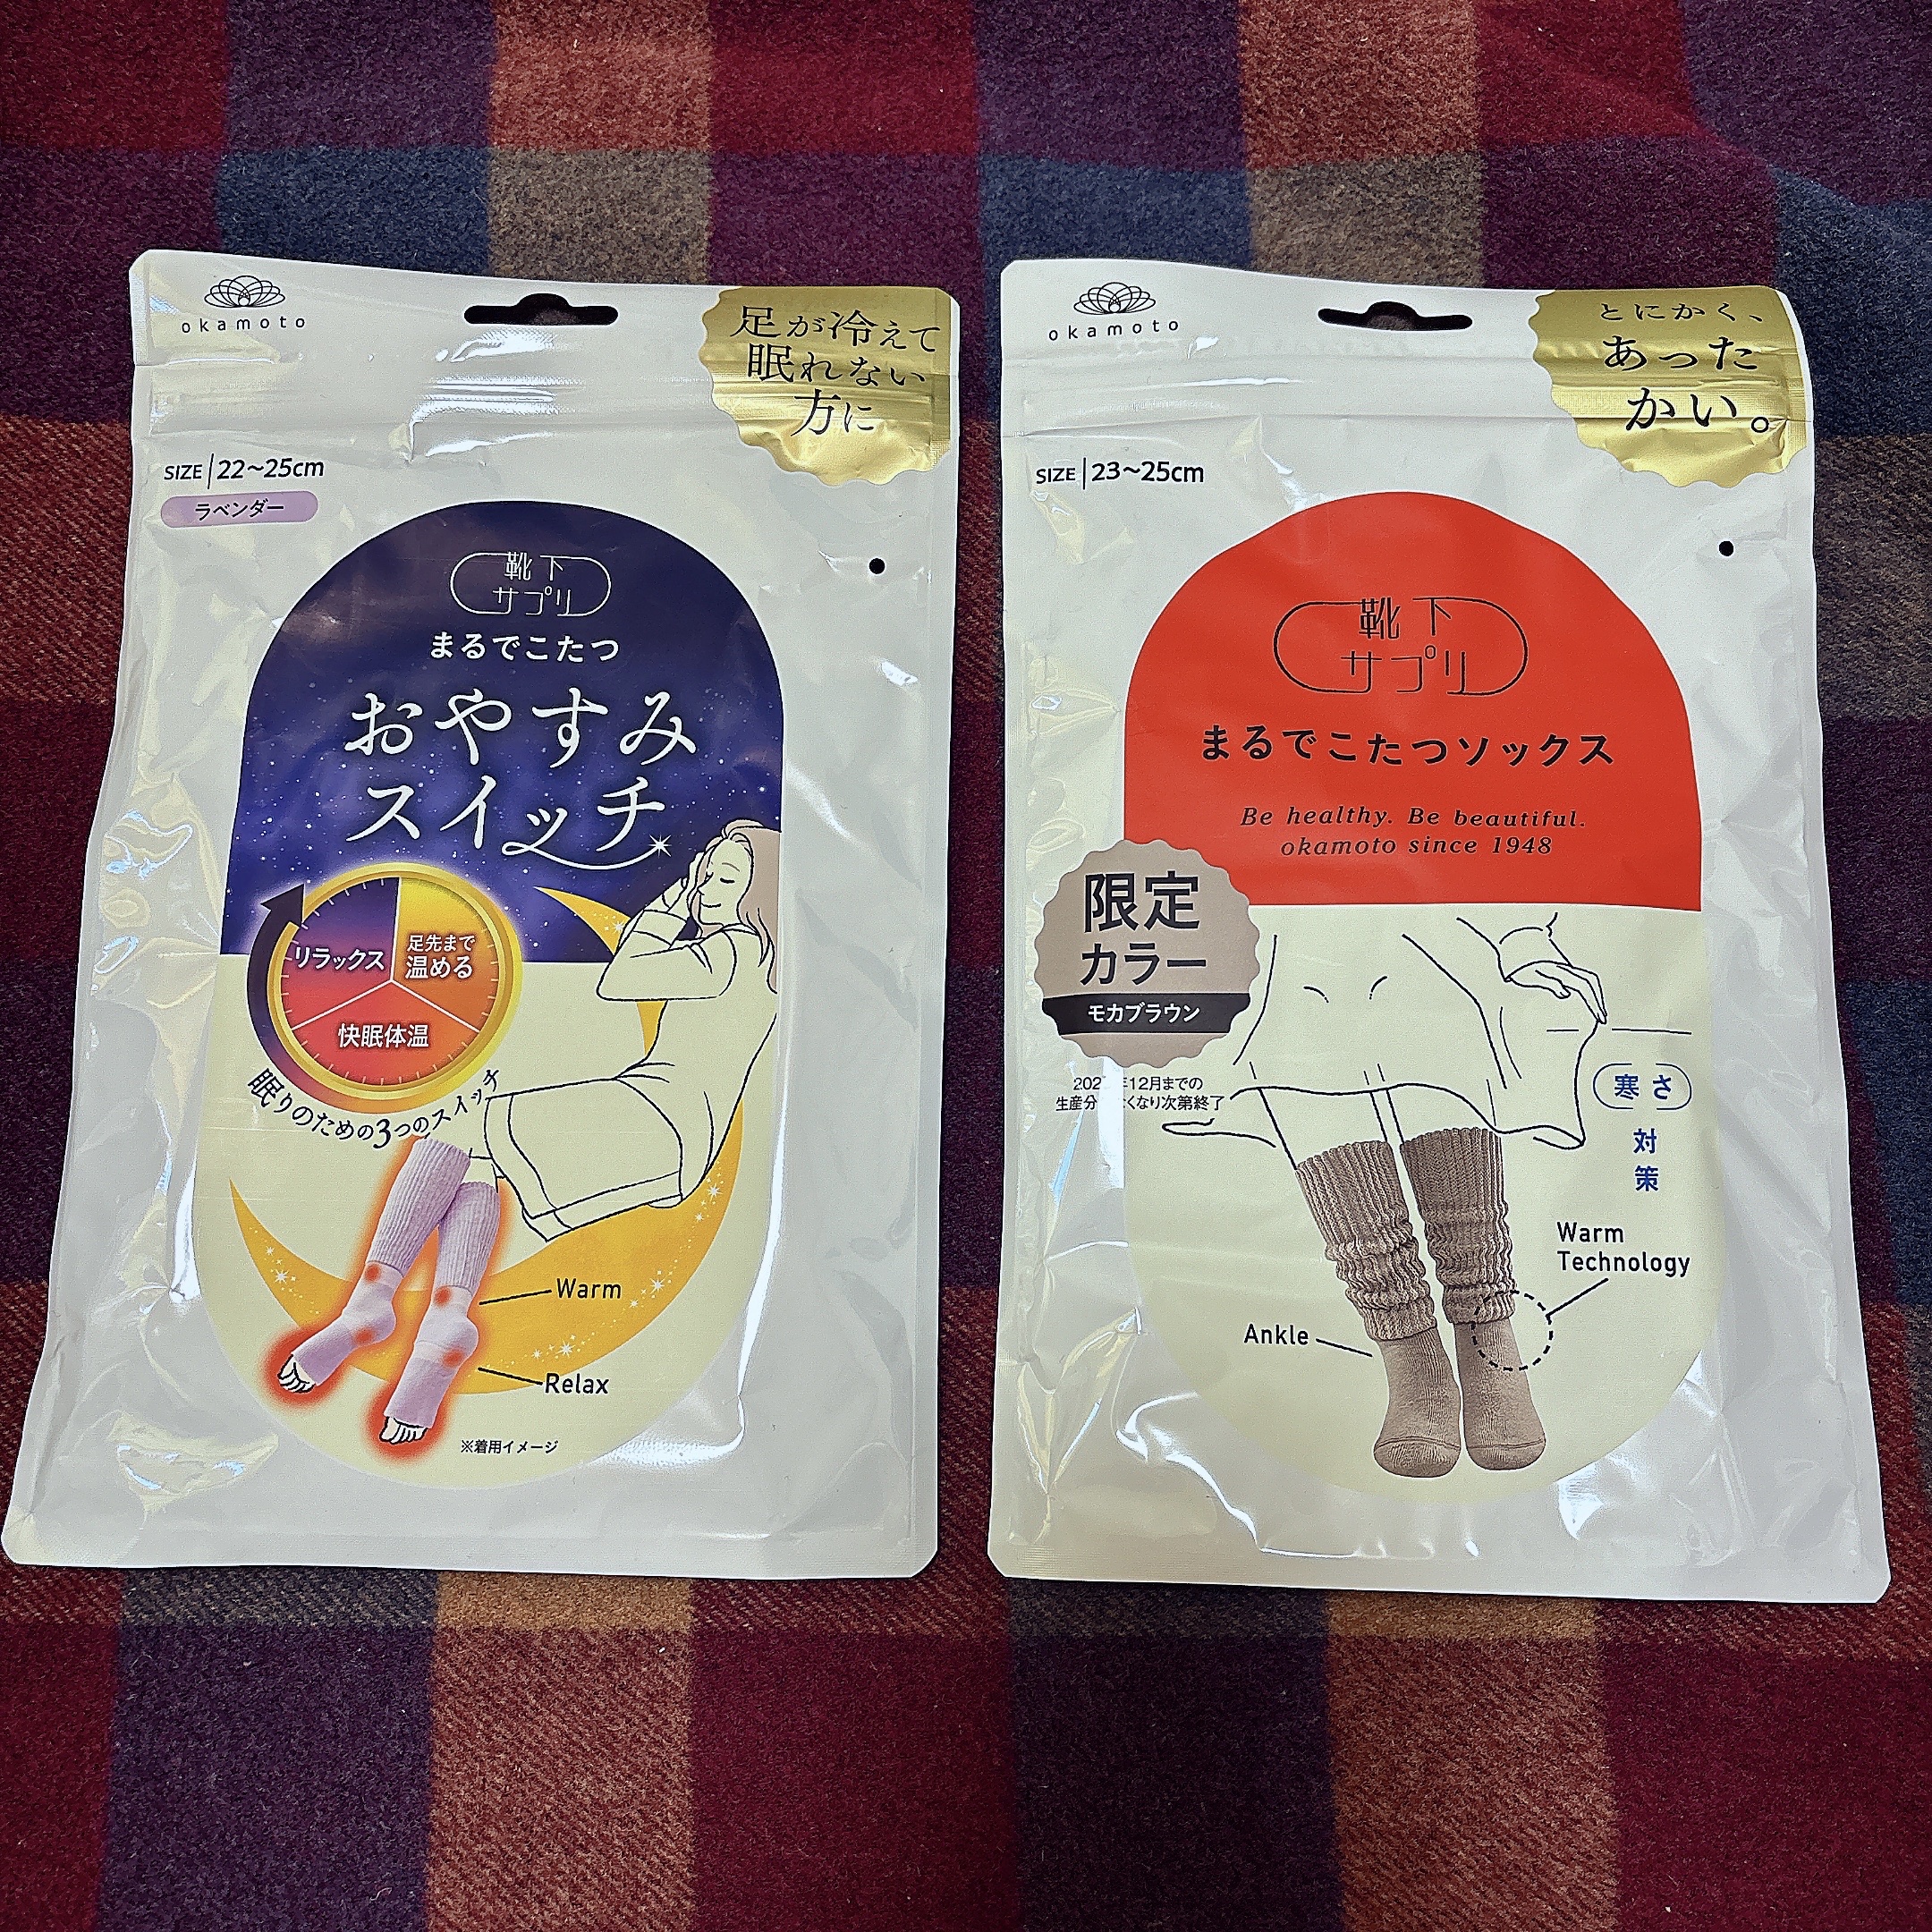 okamoto
足が冷えて
眠れない
方に
SIZE 22~25cm
ラベンダー
靴下
サプリ
まるでこたつ
おやすみ
スイッチ
リラックス
足先まで
温める
快眠体温
眠りのための3つのスイッチ
Warm
Relax
※着用イメージ
okamoto
とにかく、
あった
かい。
SIZE 23~25cm
靴下
サプリ
まるでこたつソックス
Be healthy. Be beautiful.
okamoto since 1948
限定
カラー
モカブラウン
年12月までの
生産分 くなり次第終了
寒さ
対
策
Warm
Technology
Ankle